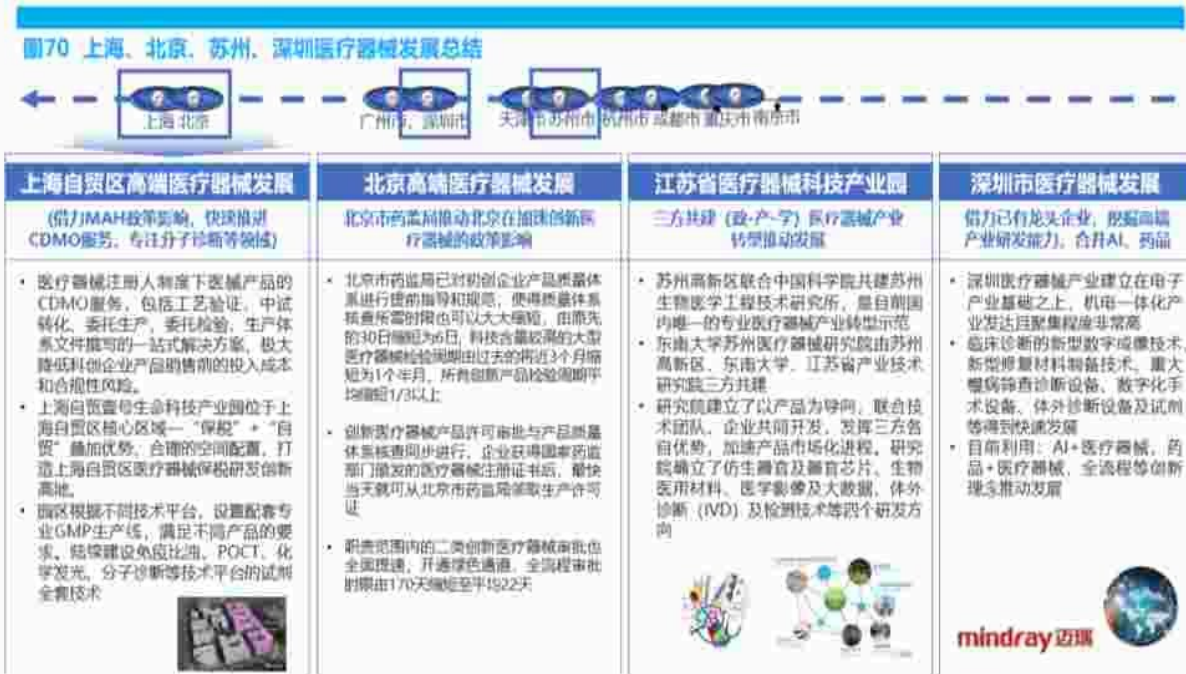 图70 上海、北京、苏州、深圳医疗器械发展总结
上海 北京
广州市、深圳市
天津市 苏州市 杭州市 成都市 重庆市 南京市
上海自贸区高端医疗器械发展
(借力MAH政策影响，快速推进
CDMO服务，专注分子诊断等领域)
• 医疗器械注册人制度下医械产品的
CDMO服务，包括工艺验证、中试
转化、委托生产、委托检验、生产体
系文件撰写的一站式解决方案，极大
降低科创企业产品销售前的投入成本
和合规性风险。
• 上海自贸壹号生命科技产业园位于上
海自贸区核心区域—“保税”+“自
贸”叠加优势、合理的空间配置，打
造上海自贸区医疗器械保税研发创新
高地。
• 园区根据不同技术平台，设置配套专
业GMP生产线，满足不同产品的要
求。陆续建设免疫比浊、POCT、化
学发光、分子诊断等技术平台的试剂
全套技术
北京高端医疗器械发展
北京市药监局推动北京在加速创新医
疗器械的政策影响
• 北京市药监局已对初创企业产品质量体
系进行提前指导和规范，使得质量体系
核查所需时限也可以大大缩短，由原先
的30日缩短为6日，科技含量较高的大型
医疗器械检验周期由过去的将近3个月缩
短为1个半月，所有创新产品检验周期平
均缩短1/3以上
• 创新医疗器械产品许可审批与产品质量
体系核查同步进行，企业获得国家药监
部门颁发的医疗器械注册证书后，最快
当天就可从北京市药监局领取生产许可
证
• 职责范围内的二类创新医疗器械审批也
全面提速，开通绿色通道，全流程审批
时限由170天缩短至平均22天
江苏省医疗器械科技产业园
三方共建（政-产-学）医疗器械产业
转型推动发展
• 苏州高新区联合中国科学院共建苏州
生物医学工程技术研究所，是目前国
内唯一的专业医疗器械产业转型示范
• 东南大学苏州医疗器械研究院由苏州
高新区、东南大学、江苏省产业技术
研究院三方共建
• 研究院建立了以产品为导向，联合技
术团队、企业共同开发，发挥三方各
自优势，加速产品市场化进程。研究
院确立了仿生器官及器官芯片、生物
医用材料、医学影像及大数据、体外
诊断（IVD）及检测技术等四个研发方
向
深圳市医疗器械发展
借力已有龙头企业，挖掘高端
产业研发能力，合并AI、药品
• 深圳医疗器械产业建立在电子
产业基础之上，机电一体化产
业发达且聚集程度非常高
• 临床诊断的新型数字成像技术、
新型修复材料制备技术、重大
慢病筛查诊断设备、数字化手
术设备、体外诊断设备及试剂
等得到快速发展
• 目前利用：AI+医疗器械，药
品+医疗器械、全流程等创新
理念推动发展
mindray迈瑞